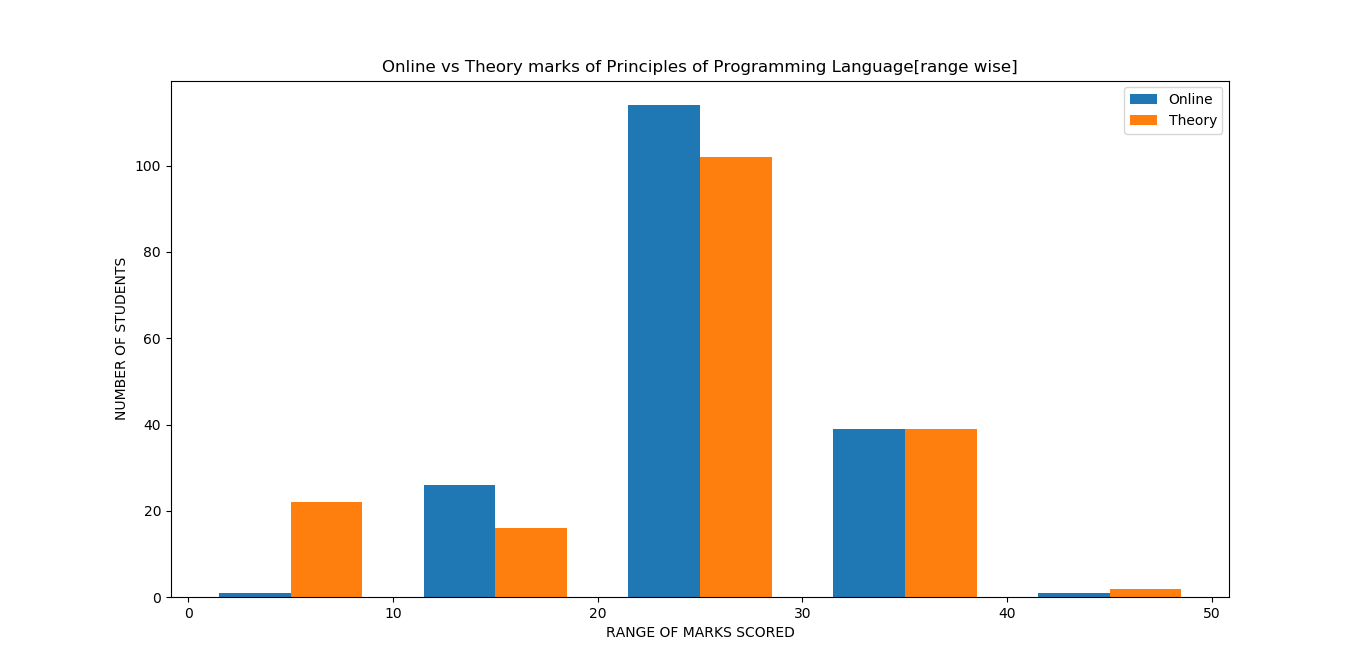 Online vs Theory marks of Principles of Programming Language[range wise]
Online
Theory
NUMBER OF STUDENTS
100
80
60
40
20
0
0 10 20 30 40 50
RANGE OF MARKS SCORED